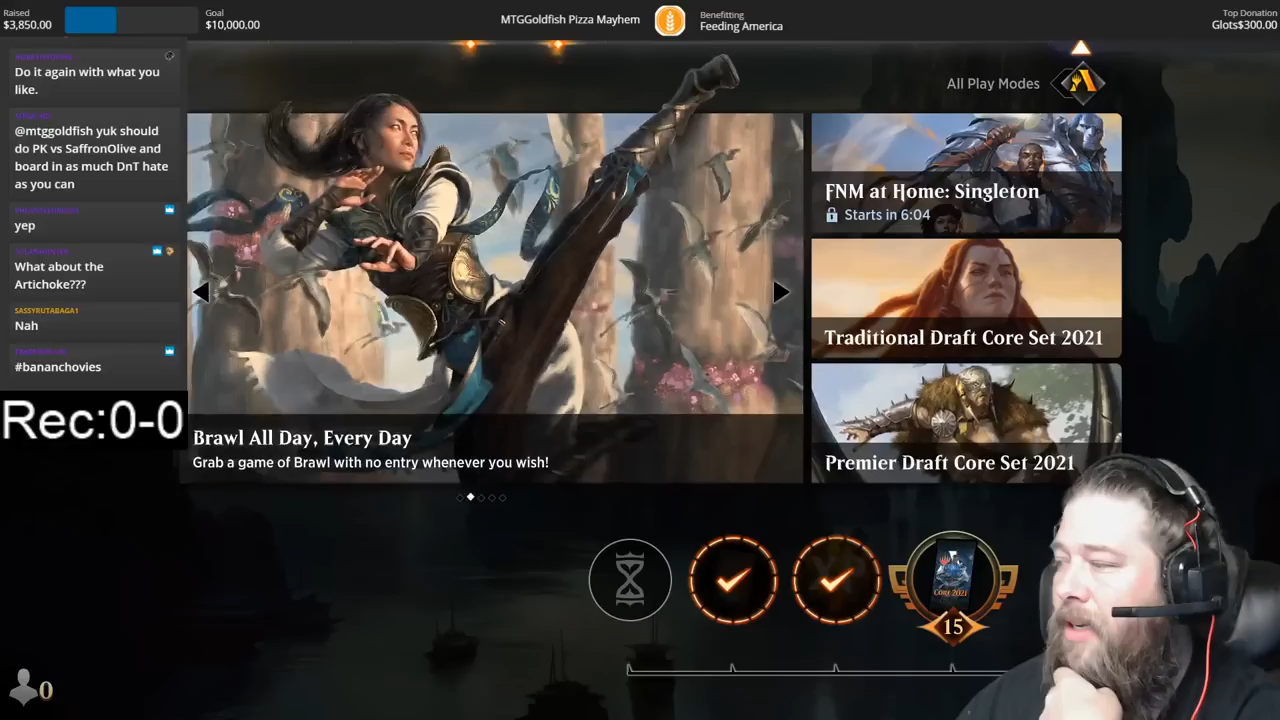 Raised
$3,850.00
Goal
$10,000.00
MTGGoldfish Pizza Mayhem
Benefitting
Feeding America
Top Donation
Glots$300.00
Do it again with what you
like.
@mtggoldfish yuk should
do PK vs SaffronOlive and
board in as much DnT hate
as you can
yep
What about the
Artichoke???
SASSYRUTABAGA1
Nah
#bananchovies
Rec:0-0
All Play Modes
FNM at Home: Singleton
Starts in 6:04
Traditional Draft Core Set 2021
Premier Draft Core Set 2021
Brawl All Day, Every Day
Grab a game of Brawl with no entry whenever you wish!
CORE 2021
15
0